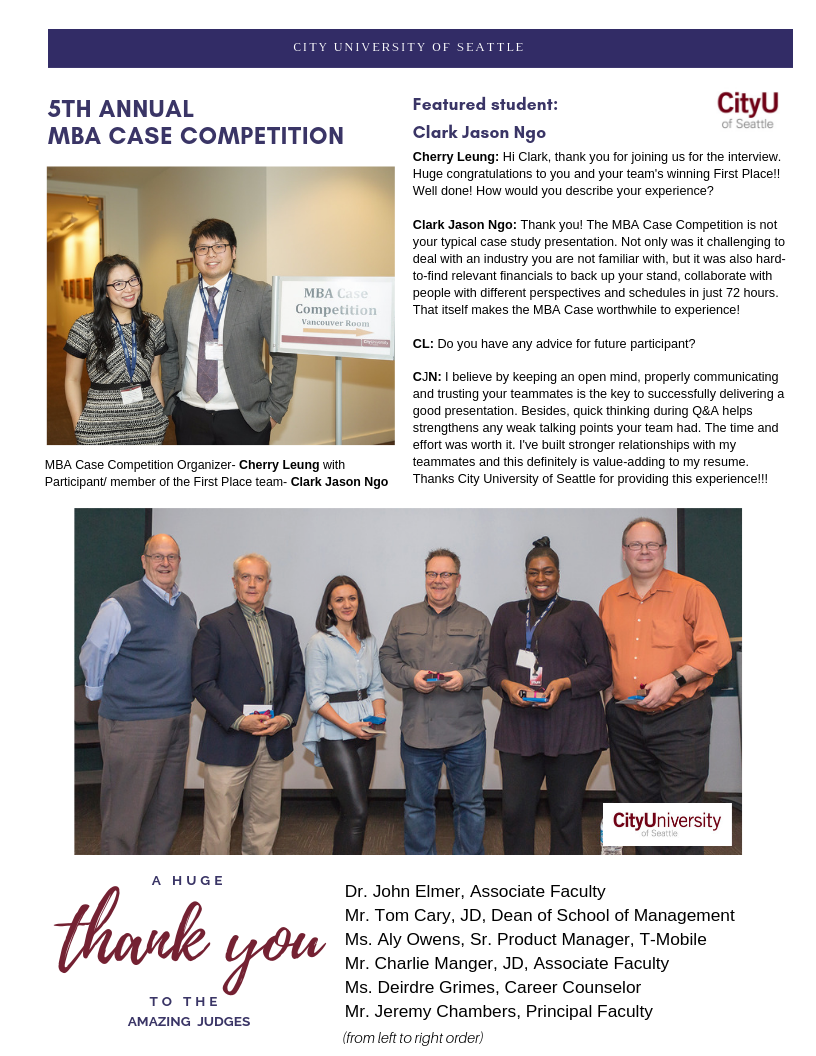 CITY UNIVERSITY OF SEATTLE
5TH ANNUAL
MBA CASE COMPETITION
MBA Case
Competition
Vancouver Room
MBA Case Competition Organizer- Cherry Leung with
Participant/ member of the First Place team- Clark Jason Ngo
Featured student:
Clark Jason Ngo
CityU
of Seattle
Cherry Leung: Hi Clark, thank you for joining us for the interview.
Huge congratulations to you and your team's winning First Place!!
Well done! How would you describe your experience?
Clark Jason Ngo: Thank you! The MBA Case Competition is not
your typical case study presentation. Not only was it challenging to
deal with an industry you are not familiar with, but it was also hard-
to-find relevant financials to back up your stand, collaborate with
people with different perspectives and schedules in just 72 hours.
That itself makes the MBA Case worthwhile to experience!
CL: Do you have any advice for future participant?
CJN: I believe by keeping an open mind, properly communicating
and trusting your teammates is the key to successfully delivering a
good presentation. Besides, quick thinking during Q&A helps
strengthens any weak talking points your team had. The time and
effort was worth it. I've built stronger relationships with my
teammates and this definitely is value-adding to my resume.
Thanks City University of Seattle for providing this experience!!!
CityUniversity
of Seattle
A HUGE
thank you
TO THE
AMAZING JUDGES
Dr. John Elmer, Associate Faculty
Mr. Tom Cary, JD, Dean of School of Management
Ms. Aly Owens, Sr. Product Manager, T-Mobile
Mr. Charlie Manger, JD, Associate Faculty
Ms. Deirdre Grimes, Career Counselor
Mr. Jeremy Chambers, Principal Faculty
(from left to right order)